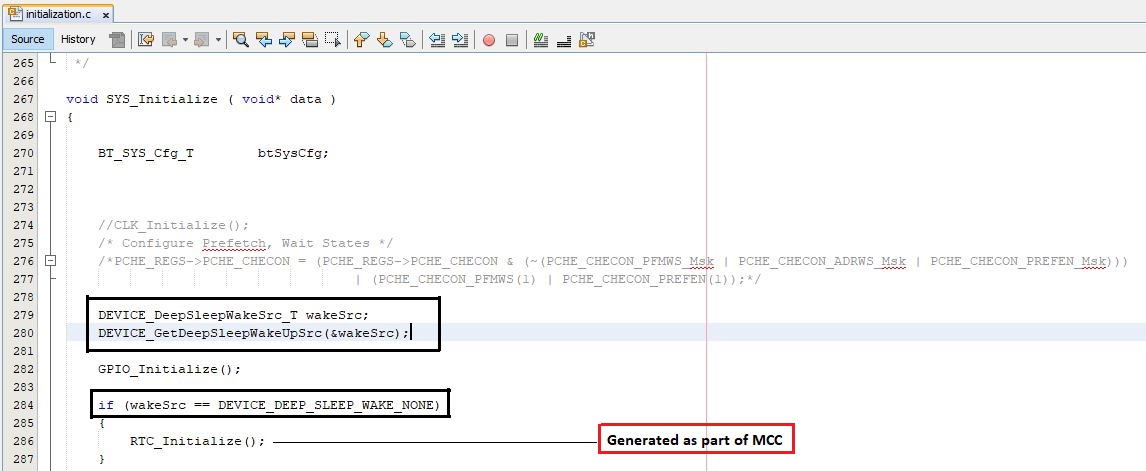 initialization.c x
Source History
265 */
266
267 void SYS_Initialize ( void* data )
268 {
269
270 BT_SYS_Cfg_T btSysCfg;
271
272
273
274 //CLK_Initialize();
275 /* Configure Prefetch, Wait States */
276 /*PCHE_REGS->PCHE_CHECON = (PCHE_REGS->PCHE_CHECON & (~(PCHE_CHECON_PFMWS_Msk | PCHE_CHECON_ADRWS_Msk | PCHE_CHECON_PREFEN_Msk)))
277 | (PCHE_CHECON_PFMWS(1) | PCHE_CHECON_PREFEN(1));*/
278
279 DEVICE_DeepSleepWakeSrc_T wakeSrc;
280 DEVICE_GetDeepSleepWakeUpSrc(&wakeSrc);
281
282 GPIO_Initialize();
283
284 if (wakeSrc == DEVICE_DEEP_SLEEP_WAKE_NONE)
285 {
286 RTC_Initialize(); Generated as part of MCC
287 }